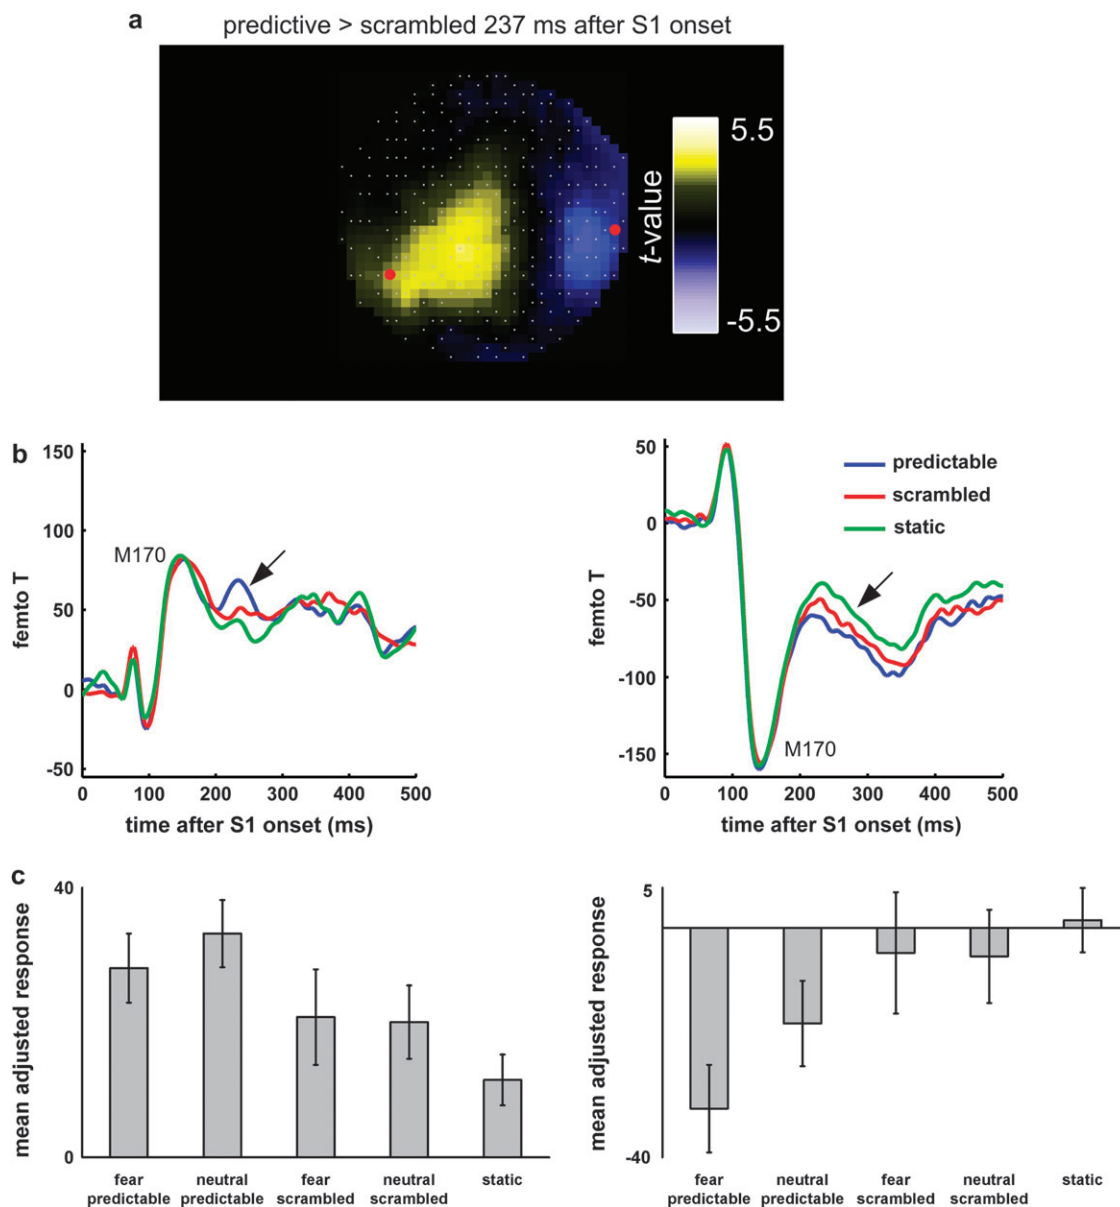 a
predictive > scrambled 237 ms after S1 onset
5.5
t-value
-5.5
b
150
100
50
0
-50
femto T
M170
0 100 200 300 400 500
time after S1 onset (ms)
50
0
-50
-100
-150
femto T
predictable
scrambled
static
M170
0 100 200 300 400 500
time after S1 onset (ms)
c
40
0
mean adjusted response
fear predictable
neutral predictable
fear scrambled
neutral scrambled
static
5
-40
mean adjusted response
fear predictable
neutral predictable
fear scrambled
neutral scrambled
static